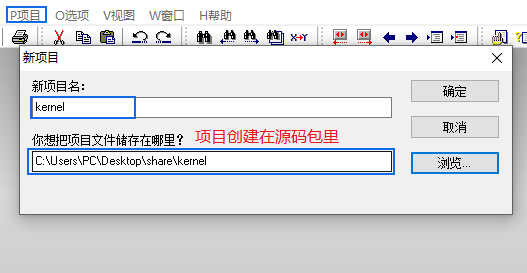 P项目 O选项 V视图 W窗口 H帮助
X→Y
新项目
新项目名：
kernel
确定
取消
你想把项目文件储存在哪里？ 项目创建在源码包里
C:\Users\PC\Desktop\share\kernel
浏览...